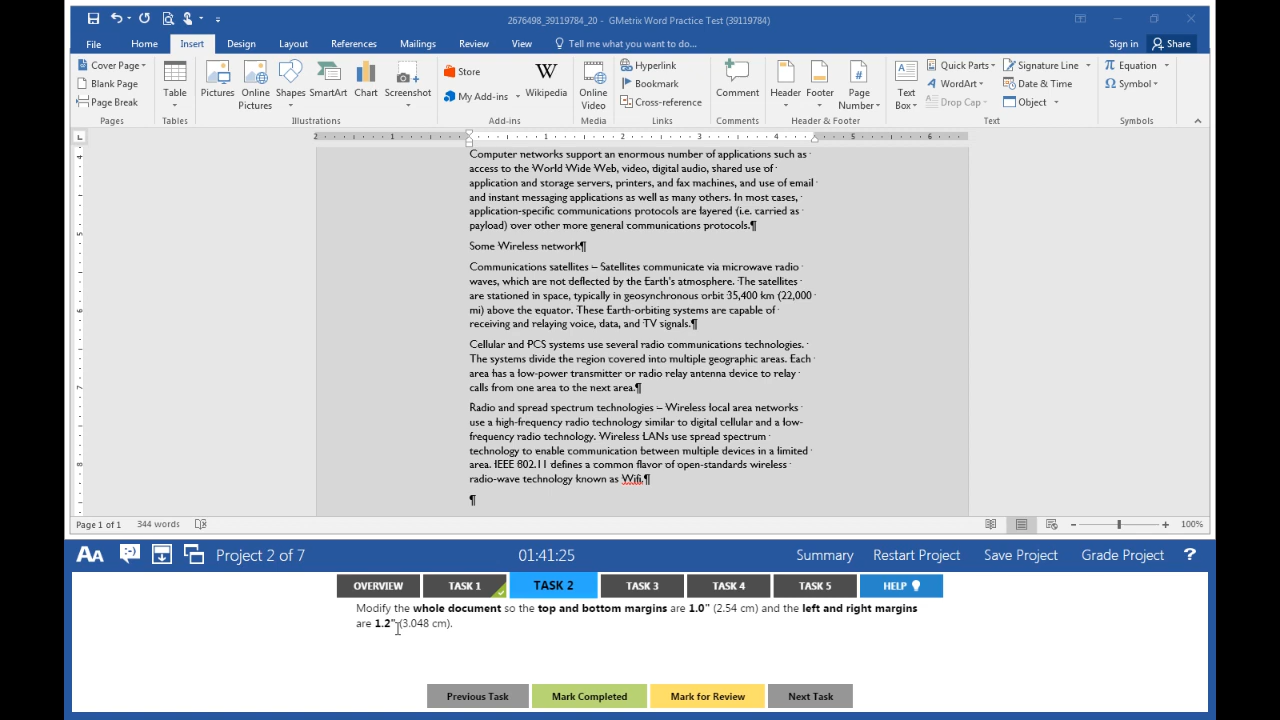 2676498_39119784_20 - GMetrix Word Practice Test (39119784)
File Home Insert Design Layout References Mailings Review View Tell me what you want to do... Sign in Share
Cover Page
Blank Page
Page Break
Pages
Table
Tables
Pictures
Online Pictures
Shapes
SmartArt
Chart
Screenshot
Illustrations
Store
My Add-ins
Wikipedia
Add-ins
Online Video
Media
Hyperlink
Bookmark
Cross-reference
Links
Comment
Comments
Header
Footer
Page Number
Header & Footer
Text Box
Quick Parts
WordArt
Drop Cap
Signature Line
Date & Time
Object
Text
Equation
Symbol
Symbols
2 1 1 2 3 4 5 6
4
5
6
7
8
Computer networks support an enormous number of applications such as
access to the World Wide Web, video, digital audio, shared use of
application and storage servers, printers, and fax machines, and use of email
and instant messaging applications as well as many others. In most cases,
application-specific communications protocols are layered (i.e. carried as
payload) over other more general communications protocols.¶
Some Wireless network¶
Communications satellites – Satellites communicate via microwave radio
waves, which are not deflected by the Earth's atmosphere. The satellites
are stationed in space, typically in geosynchronous orbit 35,400 km (22,000
mi) above the equator. These Earth-orbiting systems are capable of
receiving and relaying voice, data, and TV signals.¶
Cellular and PCS systems use several radio communications technologies.
The systems divide the region covered into multiple geographic areas. Each
area has a low-power transmitter or radio relay antenna device to relay
calls from one area to the next area.¶
Radio and spread spectrum technologies – Wireless local area networks
use a high-frequency radio technology similar to digital cellular and a low-
frequency radio technology. Wireless LANs use spread spectrum
technology to enable communication between multiple devices in a limited
area. IEEE 802.11 defines a common flavor of open-standards wireless
radio-wave technology known as Wifi.¶
¶
Page 1 of 1 344 words 100%
AA Project 2 of 7 01:41:25 Summary Restart Project Save Project Grade Project ?
OVERVIEW TASK 1 TASK 2 TASK 3 TASK 4 TASK 5 HELP
Modify the whole document so the top and bottom margins are 1.0" (2.54 cm) and the left and right margins
are 1.2" (3.048 cm).
Previous Task Mark Completed Mark for Review Next Task